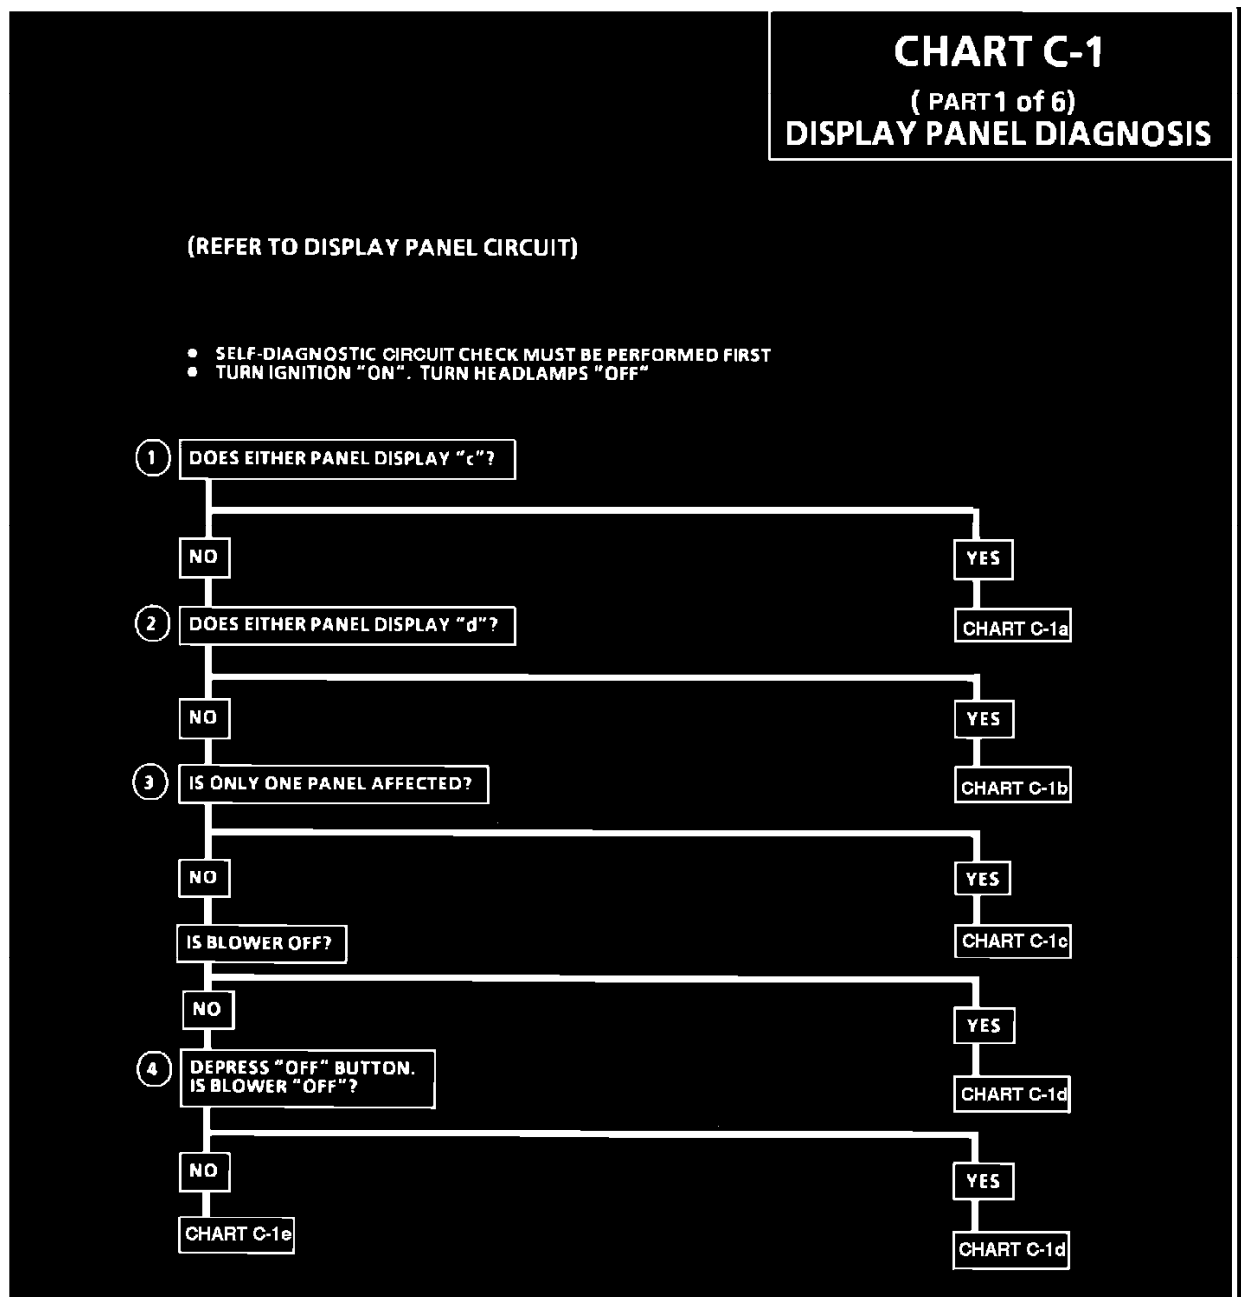 CHART C-1
( PART 1 of 6)
DISPLAY PANEL DIAGNOSIS
(REFER TO DISPLAY PANEL CIRCUIT)
● SELF-DIAGNOSTIC CIRCUIT CHECK MUST BE PERFORMED FIRST
● TURN IGNITION "ON". TURN HEADLAMPS "OFF"
1 DOES EITHER PANEL DISPLAY "c"?
NO
YES
2 DOES EITHER PANEL DISPLAY "d"?
CHART C-1a
NO
YES
3 IS ONLY ONE PANEL AFFECTED?
CHART C-1b
NO
YES
IS BLOWER OFF?
CHART C-1c
NO
YES
4 DEPRESS "OFF" BUTTON.
IS BLOWER "OFF"?
CHART C-1d
NO
YES
CHART C-1e
CHART C-1d